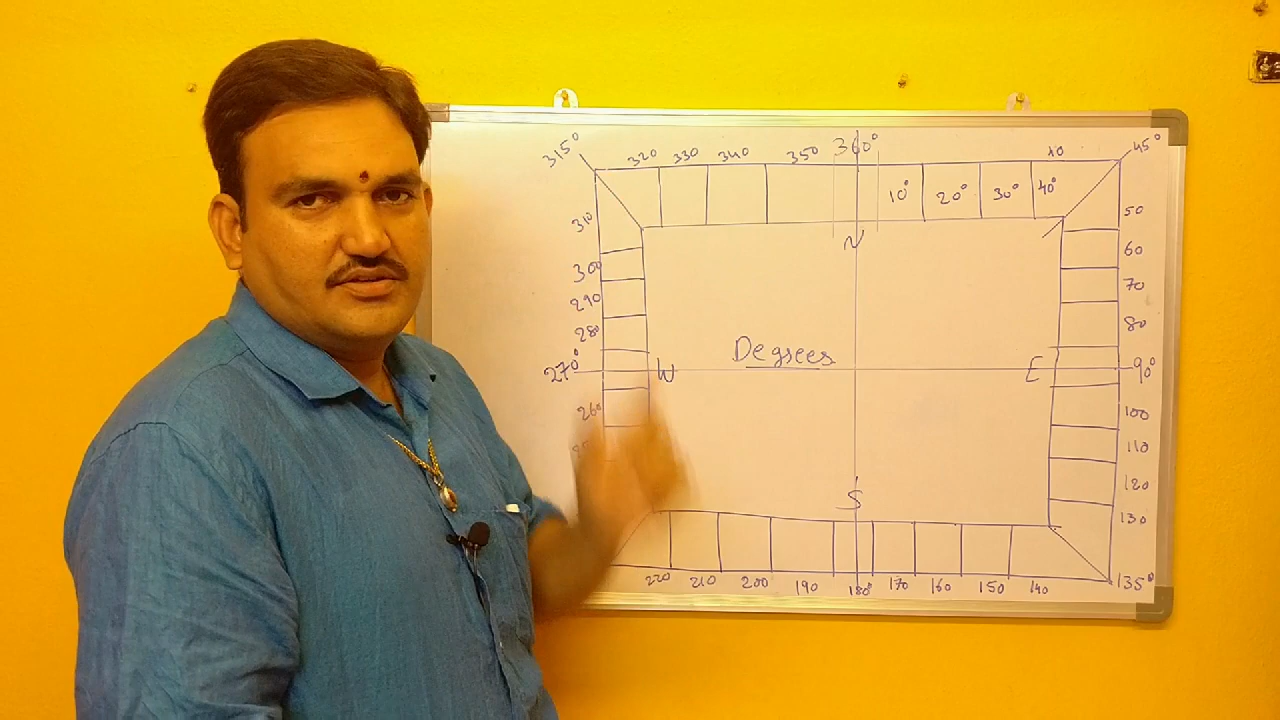 315° 320 330 340 350 360° 40 45°
10° 20° 30° 40°
310 50
N
300 60
290 70
280 80
Degrees
270° W E 90°
260 100
110
120
S
130
220 210 200 190 180° 170 160 150 140 135°